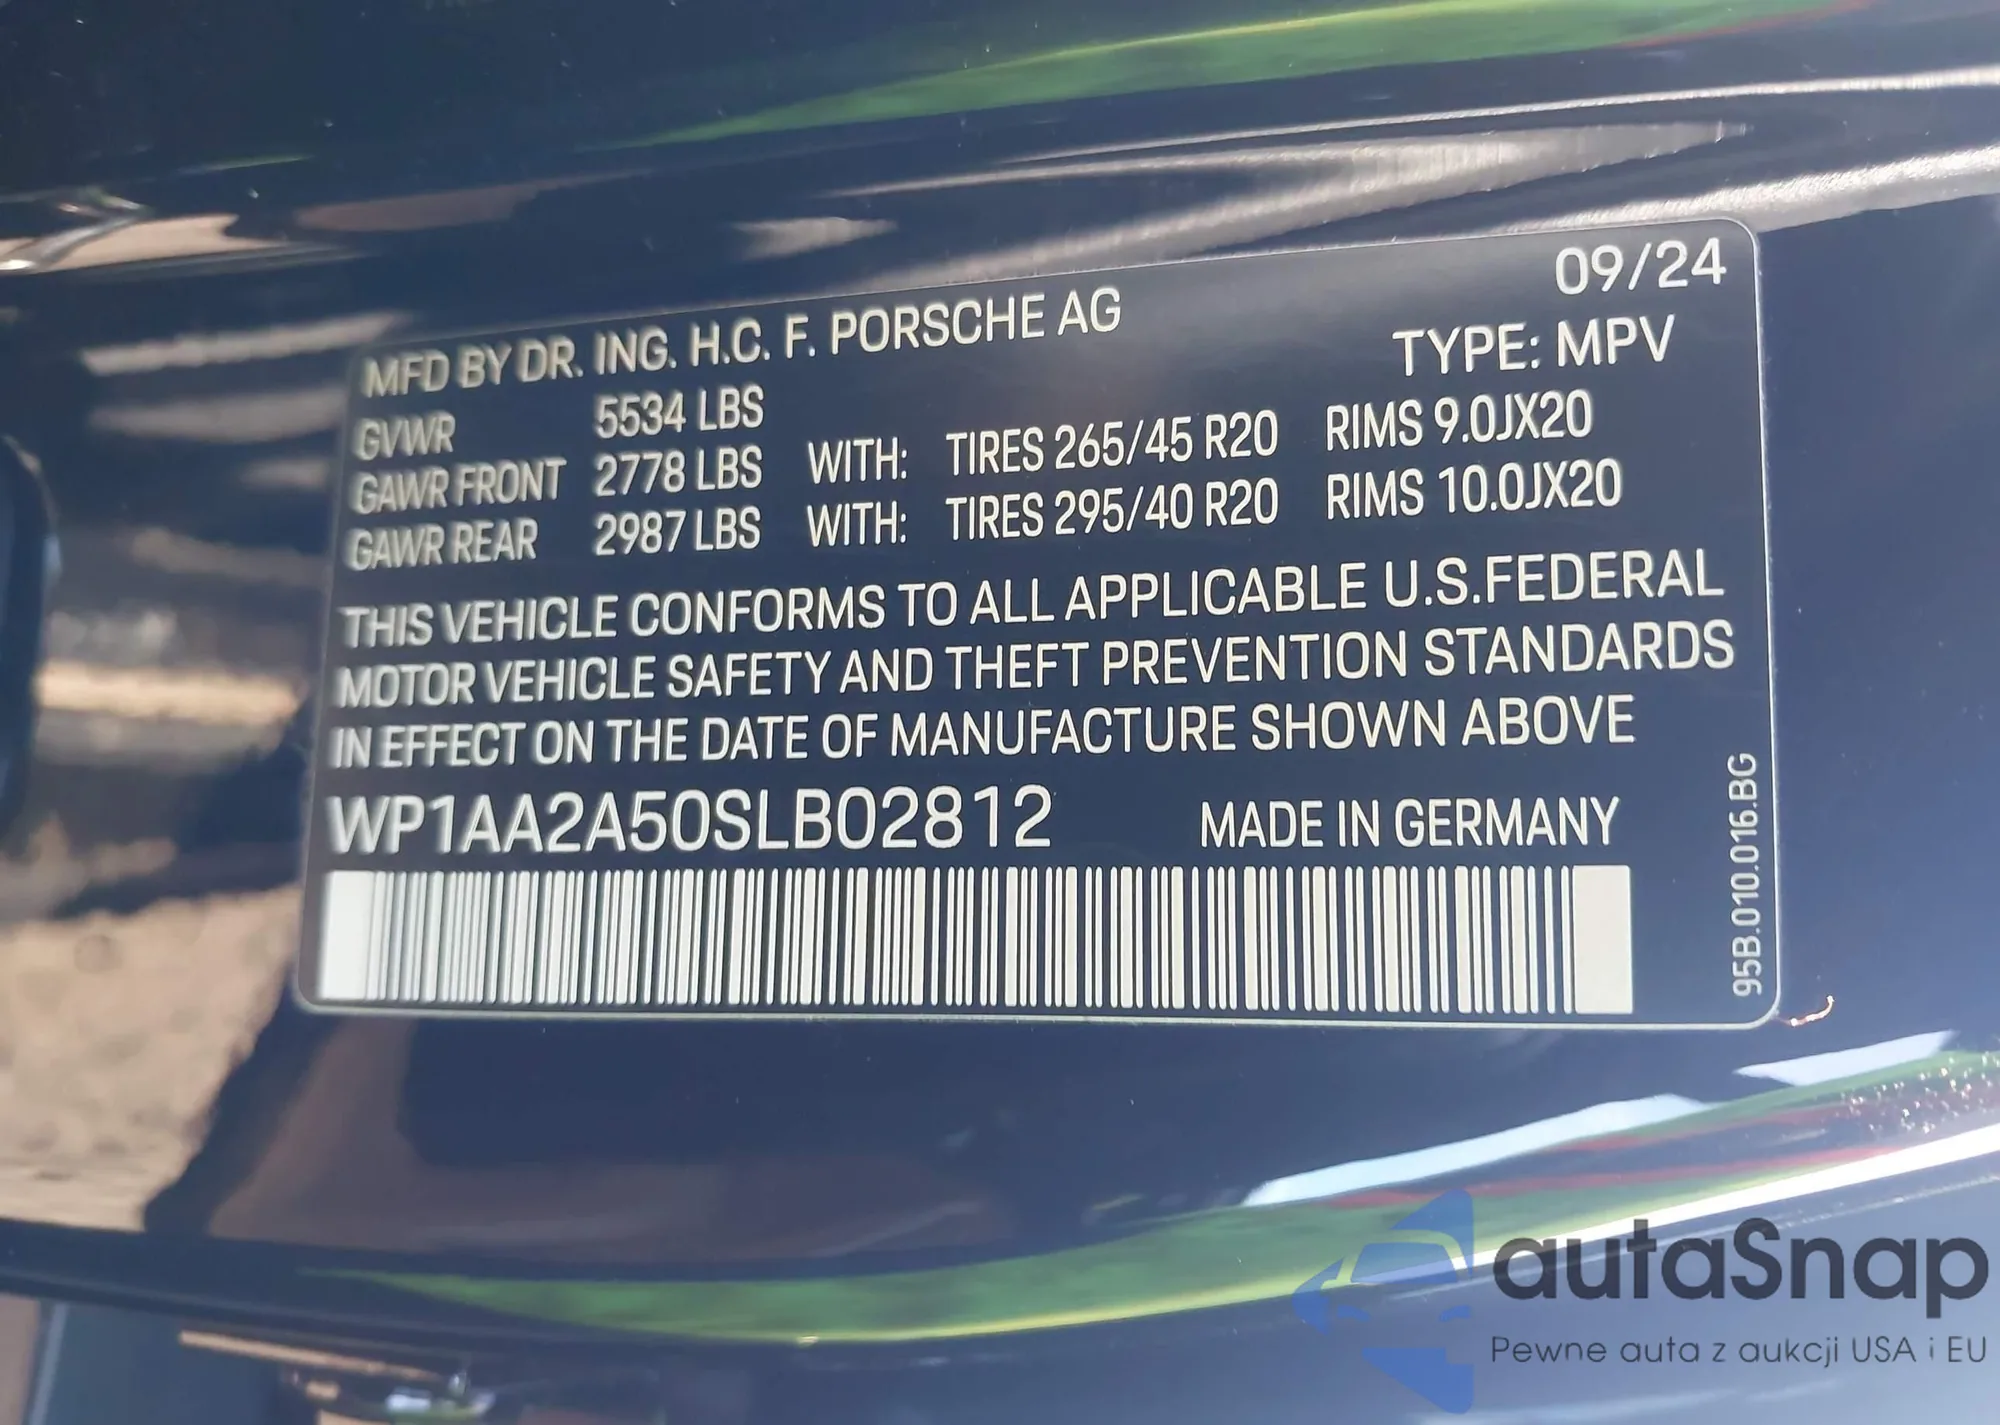 09/24
MFD BY DR. ING. H.C. F. PORSCHE AG
TYPE: MPV
GVWR 5534 LBS
GAWR FRONT 2778 LBS WITH: TIRES 265/45 R20 RIMS 9.0JX20
GAWR REAR 2987 LBS WITH: TIRES 295/40 R20 RIMS 10.0JX20
THIS VEHICLE CONFORMS TO ALL APPLICABLE U.S.FEDERAL
MOTOR VEHICLE SAFETY AND THEFT PREVENTION STANDARDS
IN EFFECT ON THE DATE OF MANUFACTURE SHOWN ABOVE
WP1AA2A50SLB02812 MADE IN GERMANY
95B.010.016.BG
autaSnap
Pewne auta z aukcji USA i EU